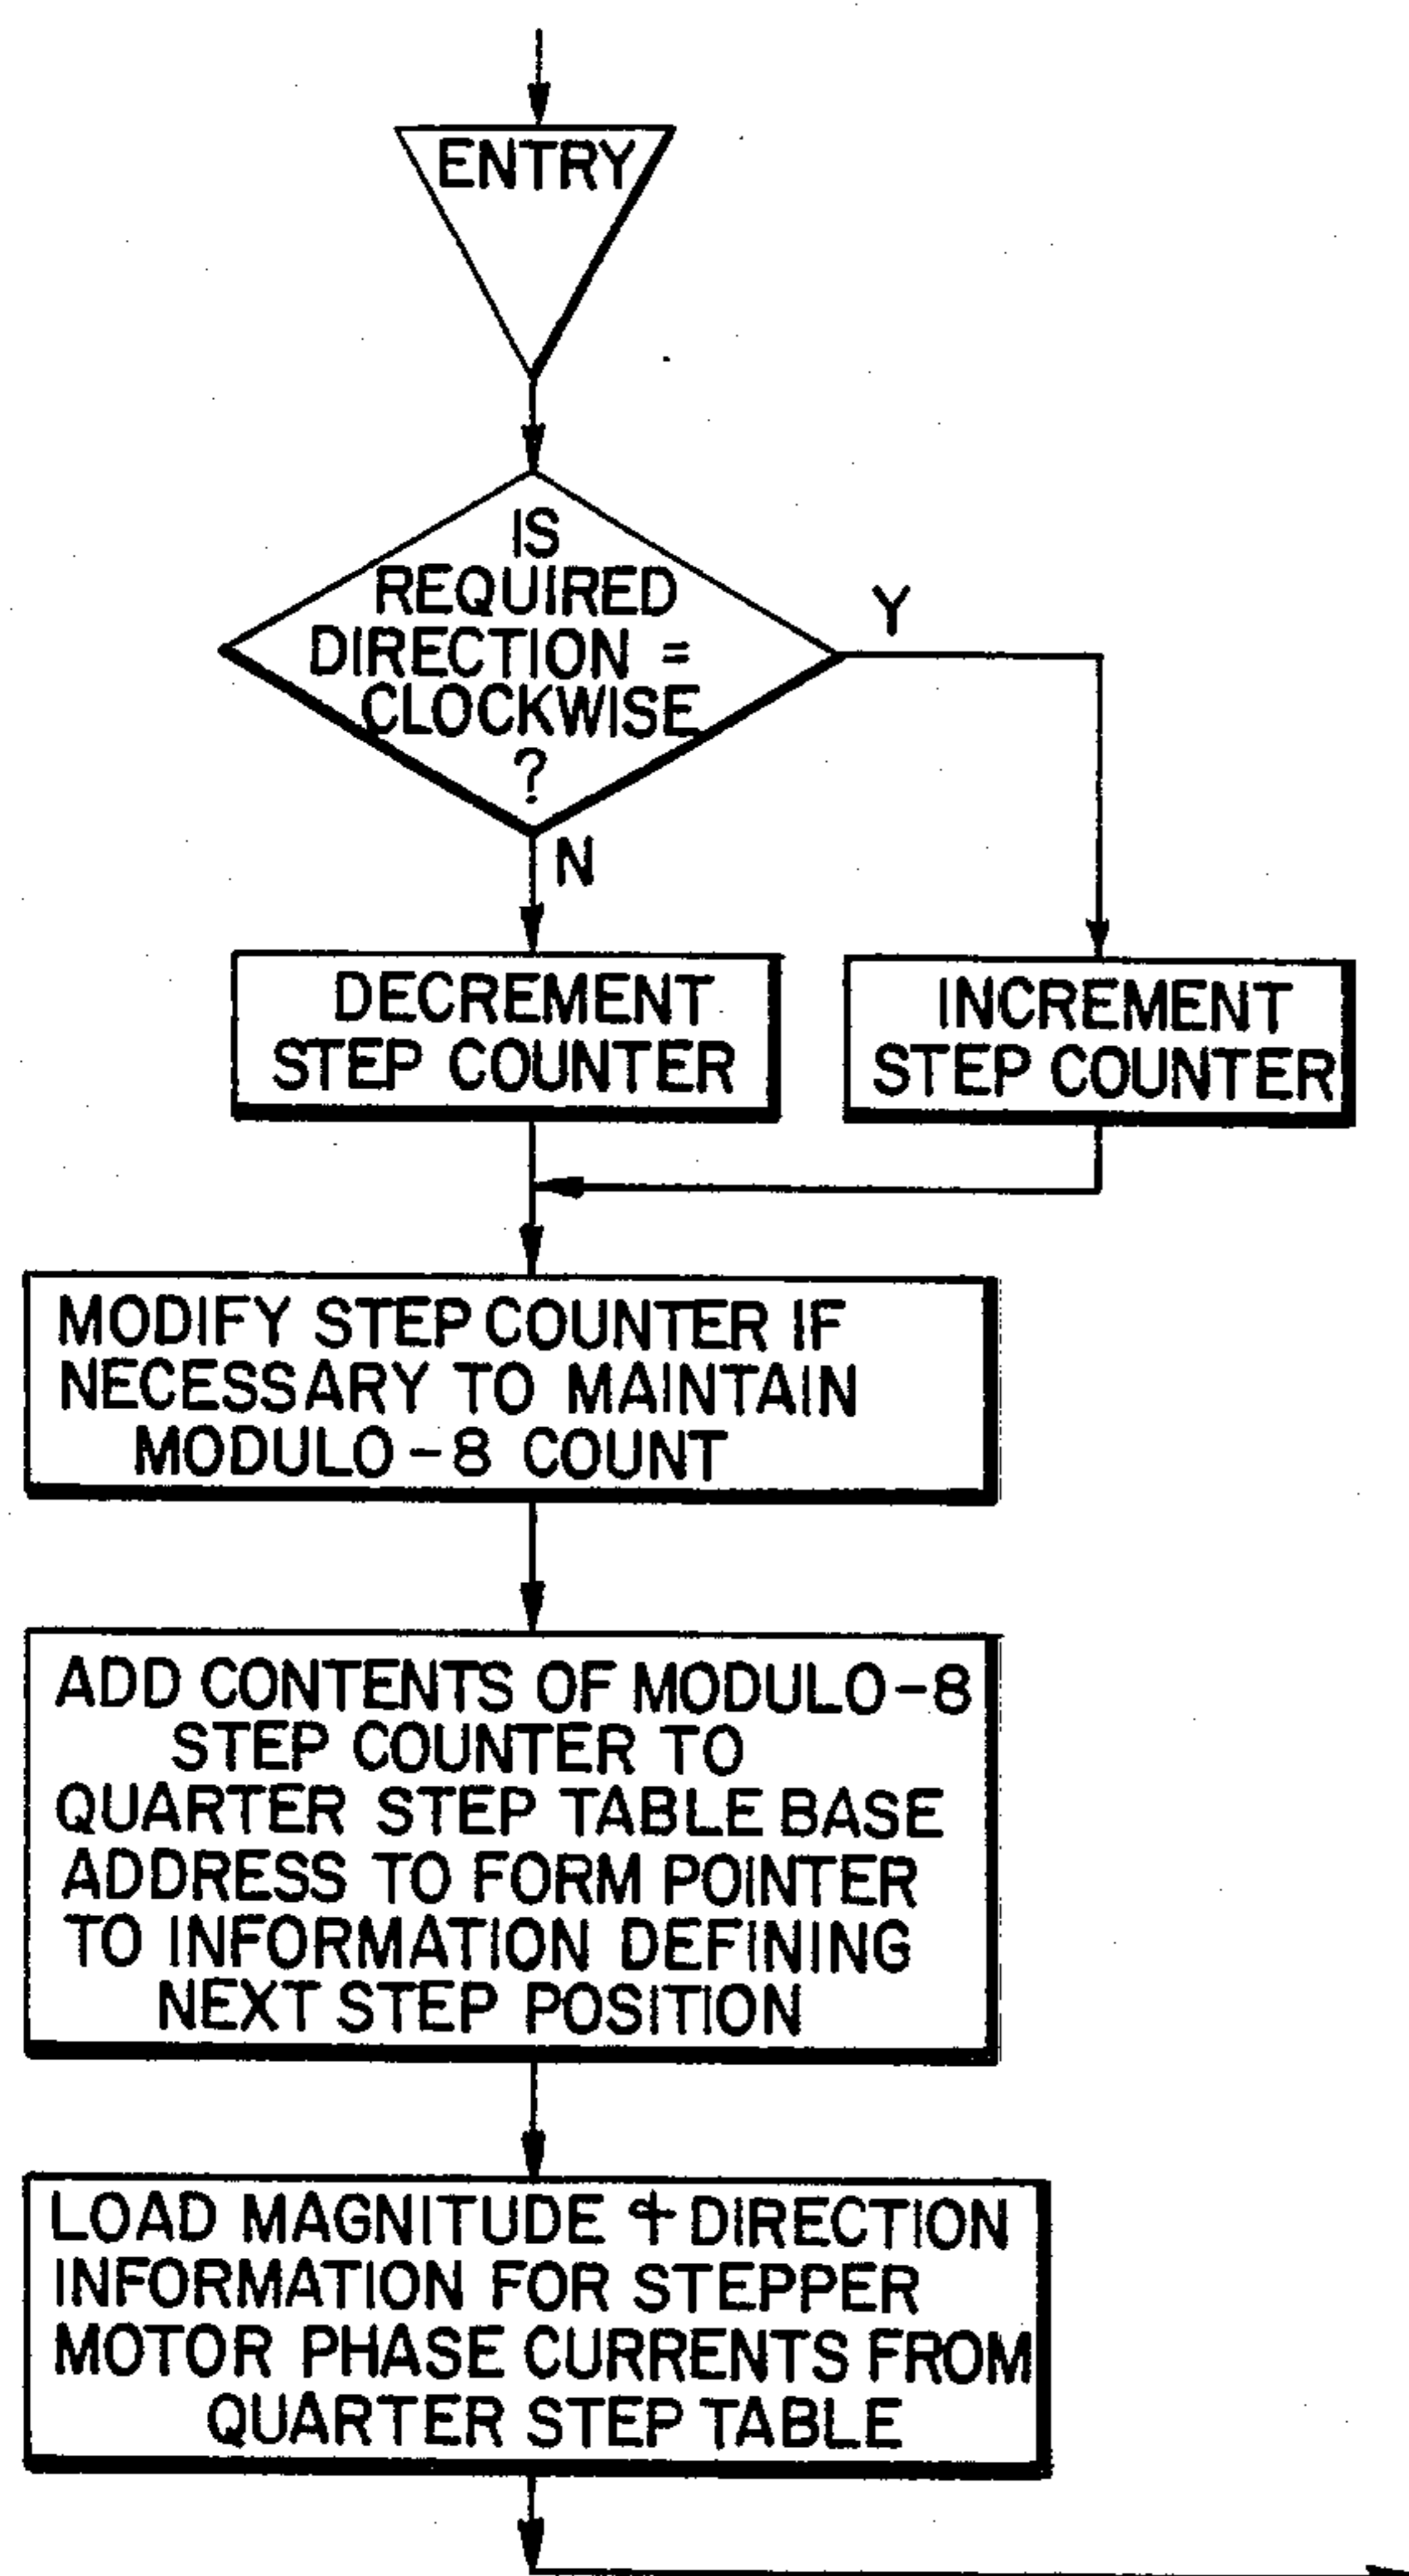 ENTRY
IS
REQUIRED
DIRECTION =
CLOCKWISE
?
Y
N
DECREMENT
STEP COUNTER
INCREMENT
STEP COUNTER
MODIFY STEP COUNTER IF
NECESSARY TO MAINTAIN
MODULO-8 COUNT
ADD CONTENTS OF MODULO-8
STEP COUNTER TO
QUARTER STEP TABLE BASE
ADDRESS TO FORM POINTER
TO INFORMATION DEFINING
NEXT STEP POSITION
LOAD MAGNITUDE & DIRECTION
INFORMATION FOR STEPPER
MOTOR PHASE CURRENTS FROM
QUARTER STEP TABLE